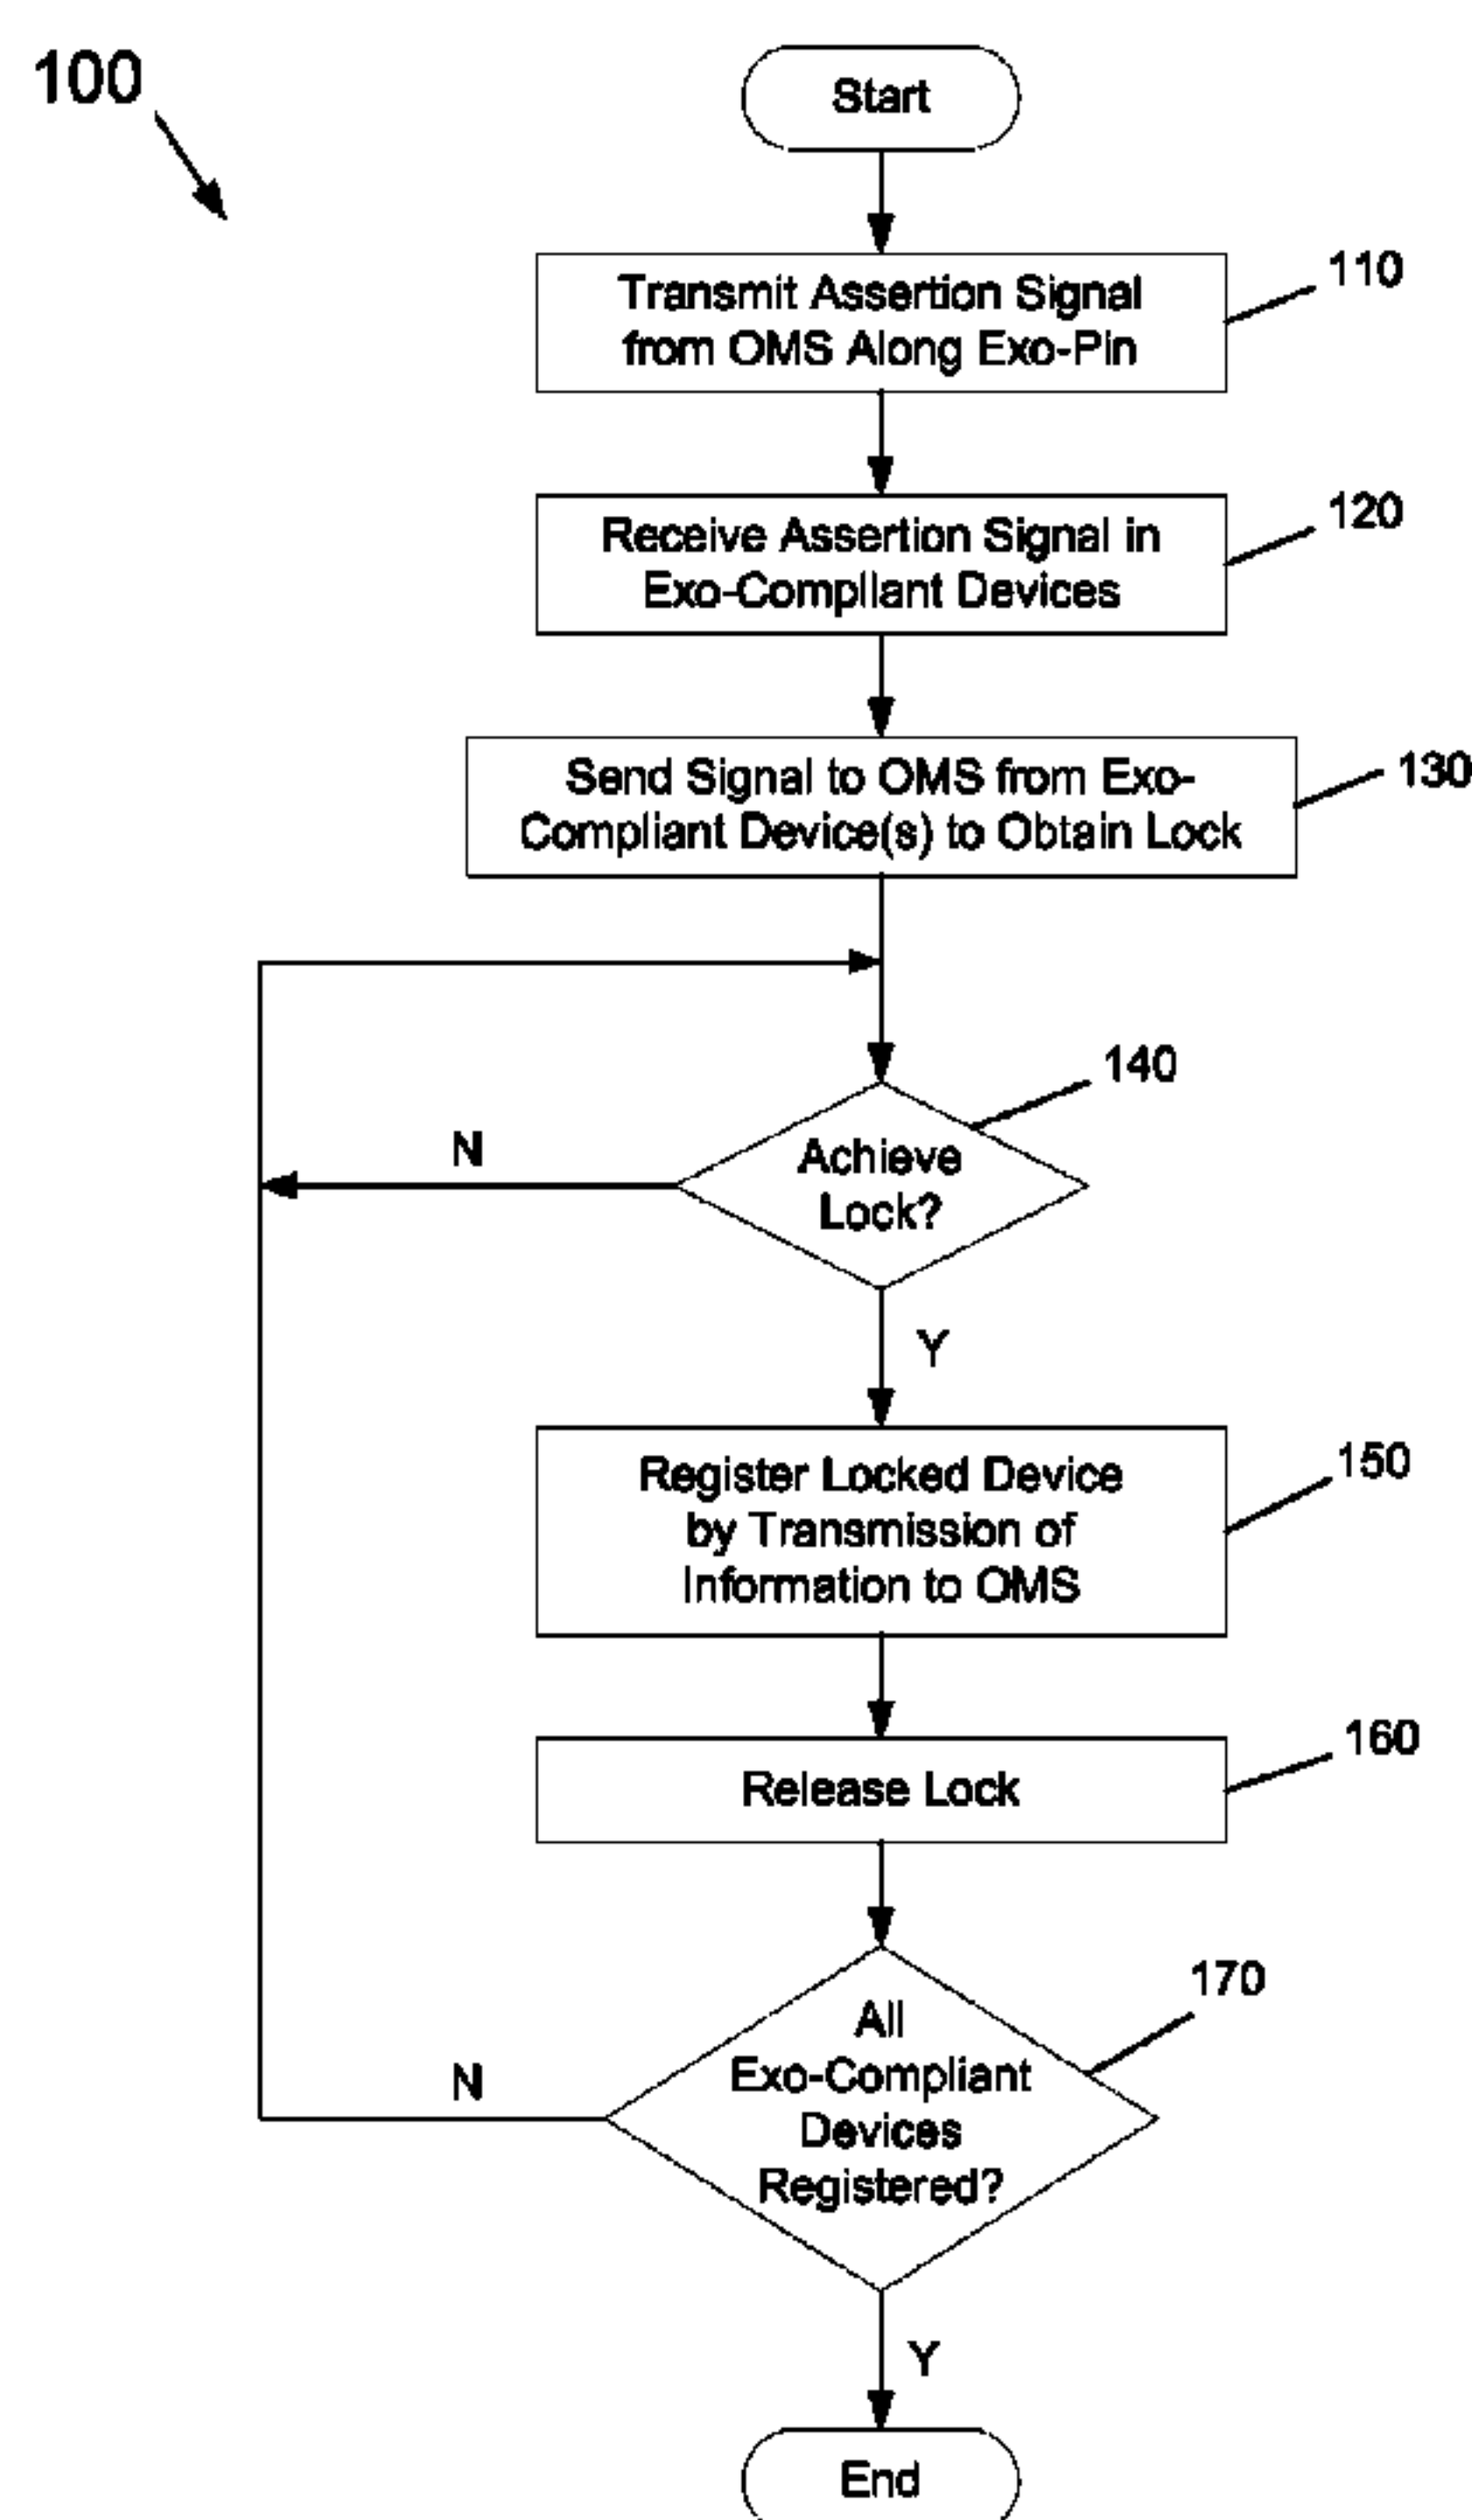 100
Start
Transmit Assertion Signal
from OMS Along Exo-Pin
110
Receive Assertion Signal in
Exo-Compliant Devices
120
Send Signal to OMS from Exo-
Compliant Device(s) to Obtain Lock
130
140
Achieve
Lock?
N
Y
Register Locked Device
by Transmission of
Information to OMS
150
Release Lock
160
170
All
Exo-Compliant
Devices
Registered?
N
Y
End